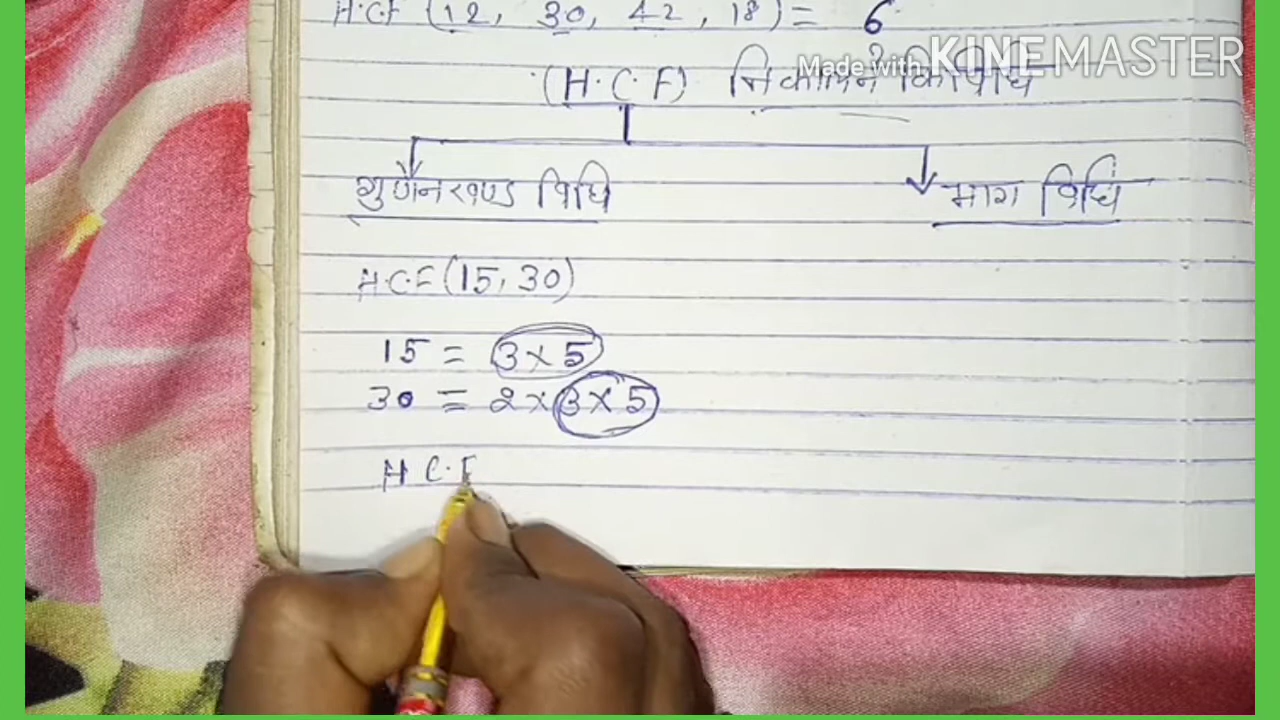 H.C.F (12, 30, 42, 18) = 6
Made with KINEMASTER
(H.C.F) निकालने कि विधि
गुणनखण्ड विधि
भाग विधि
H.C.F (15, 30)
15 = 3 x 5
30 = 2 x 3 x 5
H C.F